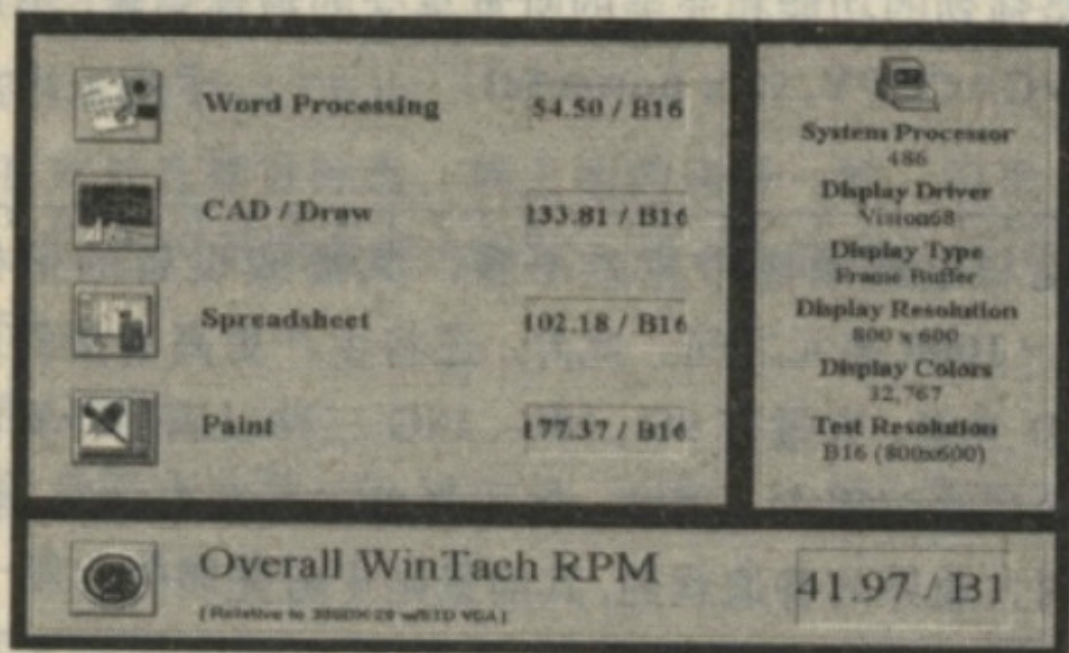 Word Processing 54.50 / B16
CAD / Draw 133.81 / B16
Spreadsheet 102.18 / B16
Paint 177.37 / B16
System Processor
486
Display Driver
Vision68
Display Type
Frame Buffer
Display Resolution
800 x 600
Display Colors
32,767
Test Resolution
B16 (800x600)
Overall WinTach RPM 41.97 / B1
[ Relative to w/STD VGA ]